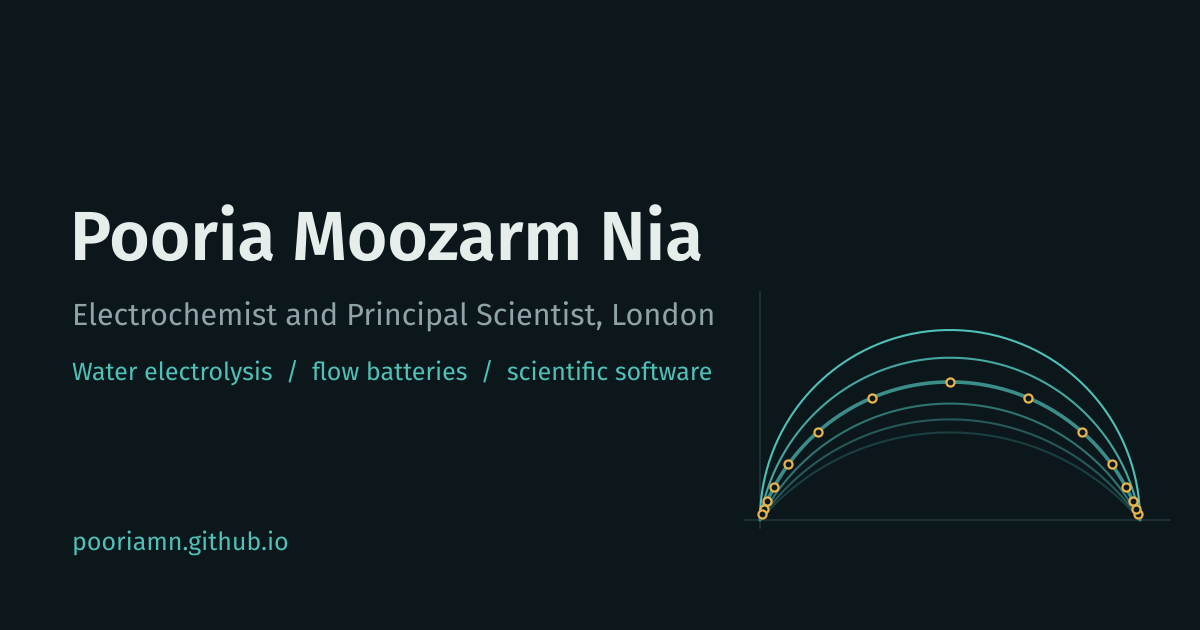 Pooria Moozarm Nia
Electrochemist and Principal Scientist, London
Water electrolysis / flow batteries / scientific software
pooriamn.github.io